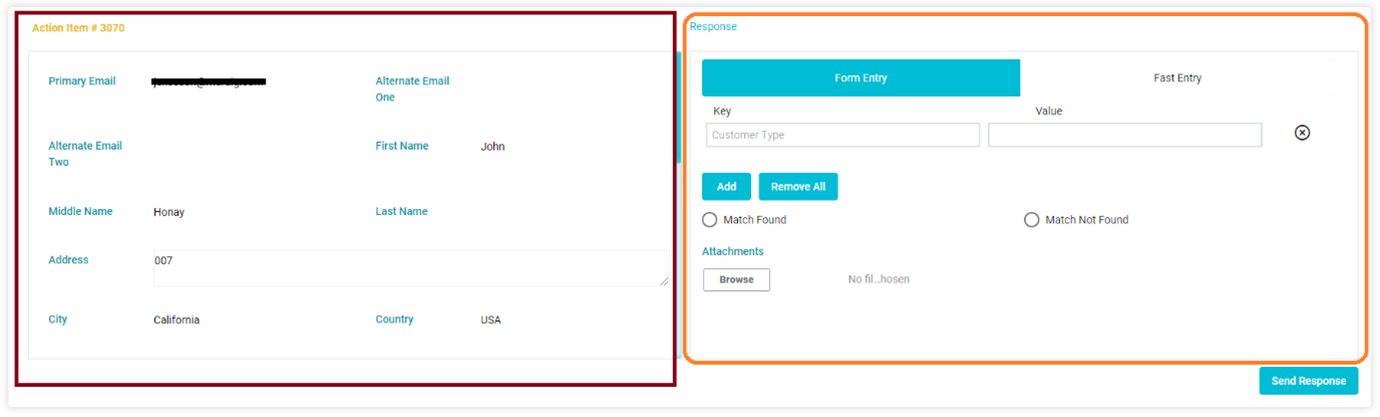 Action Item # 3070
Primary Email
Alternate Email
One
Alternate Email
Two
First Name
John
Middle Name
Honay
Last Name
Address
007
City
California
Country
USA
Response
Form Entry
Fast Entry
Key
Value
Customer Type
Add
Remove All
Match Found
Match Not Found
Attachments
Browse
No fil...hosen
Send Response